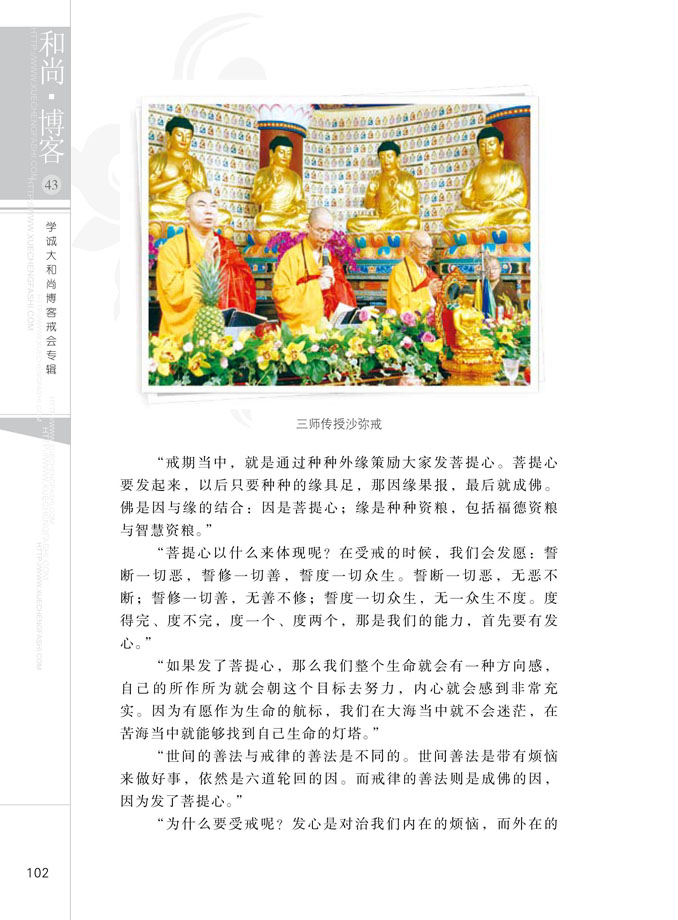 和尚·博客
43
学诚大和尚博客戒会专辑
三师传授沙弥戒
“戒期当中，就是通过种种外缘策励大家发菩提心。菩提心
要发起来，以后只要种种的缘具足，那因缘果报，最后就成佛。
佛是因与缘的结合：因是菩提心；缘是种种资粮，包括福德资粮
与智慧资粮。”
“菩提心以什么来体现呢？在受戒的时候，我们会发愿：誓
断一切恶，誓修一切善，誓度一切众生。誓断一切恶，无恶不
断；誓修一切善，无善不修；誓度一切众生，无一众生不度。度
得完、度不完，度一个、度两个，那是我们的能力，首先要有发
心。”
“如果发了菩提心，那么我们整个生命就会有一种方向感，
自己的所作所为就会朝这个目标去努力，内心就会感到非常充
实。因为有愿作为生命的航标，我们在大海当中就不会迷茫，在
苦海当中就能够找到自己生命的灯塔。”
“世间的善法与戒律的善法是不同的。世间善法是带有烦恼
来做好事，依然是六道轮回的因。而戒律的善法则是成佛的因，
因为发了菩提心。”
“为什么要受戒呢？发心是对治我们内在的烦恼，而外在的
102